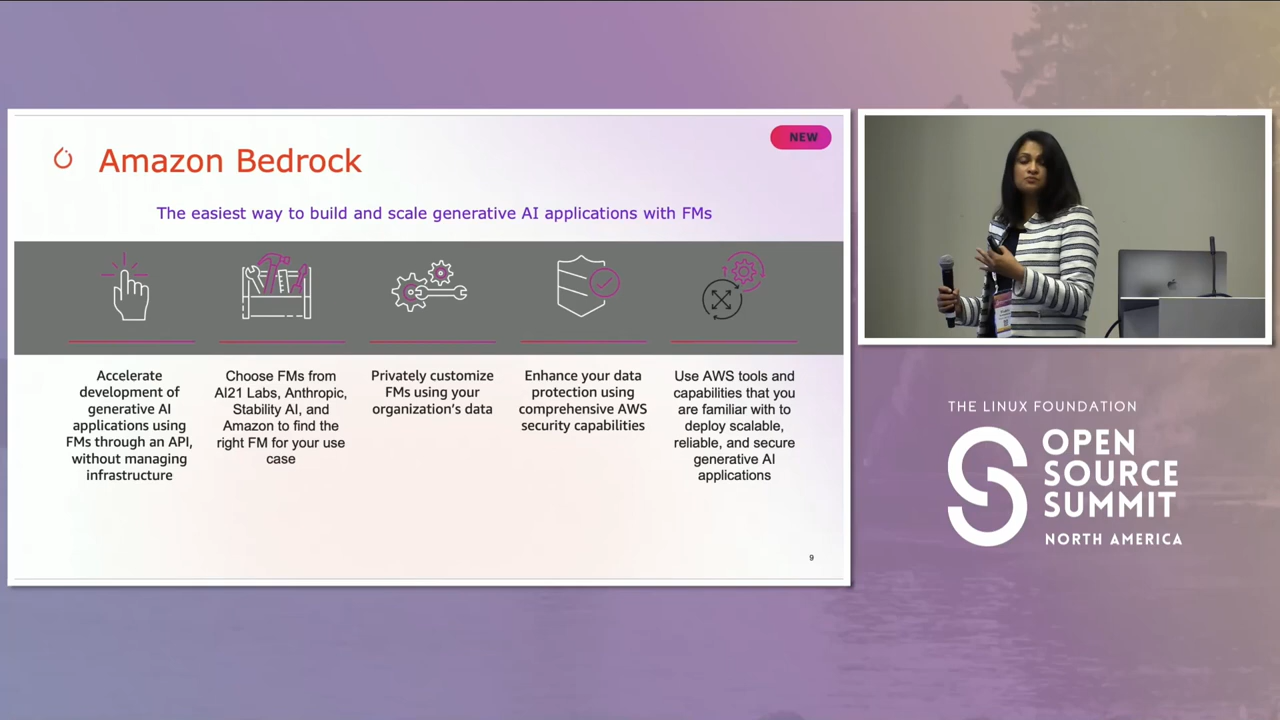 NEW
Amazon Bedrock
The easiest way to build and scale generative AI applications with FMs
Accelerate
development of
generative AI
applications using
FMs through an API,
without managing
infrastructure
Choose FMs from
AI21 Labs, Anthropic,
Stability AI, and
Amazon to find the
right FM for your use
case
Privately customize
FMs using your
organization's data
Enhance your data
protection using
comprehensive AWS
security capabilities
Use AWS tools and
capabilities that you
are familiar with to
deploy scalable,
reliable, and secure
generative AI
applications
9
THE LINUX FOUNDATION
OPEN
SOURCE
SUMMIT
NORTH AMERICA